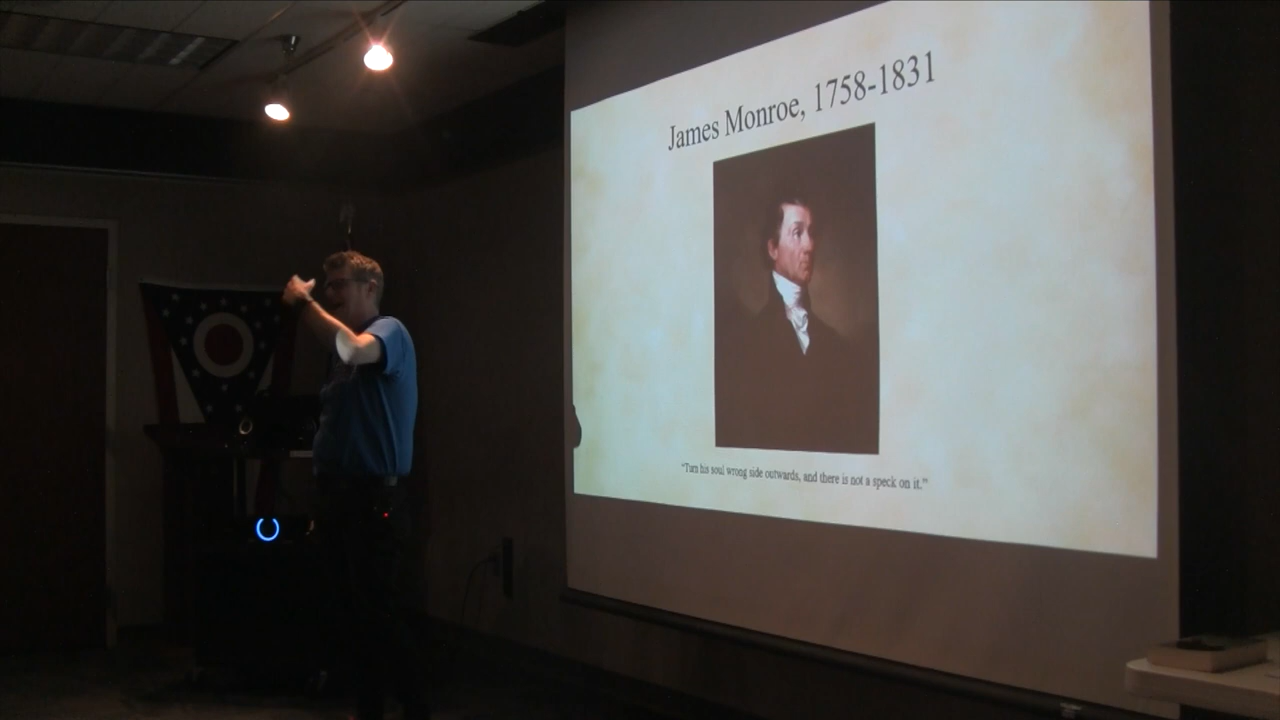 James Monroe, 1758-1831
"Turn his soul wrong side outwards, and there is not a speck on it."